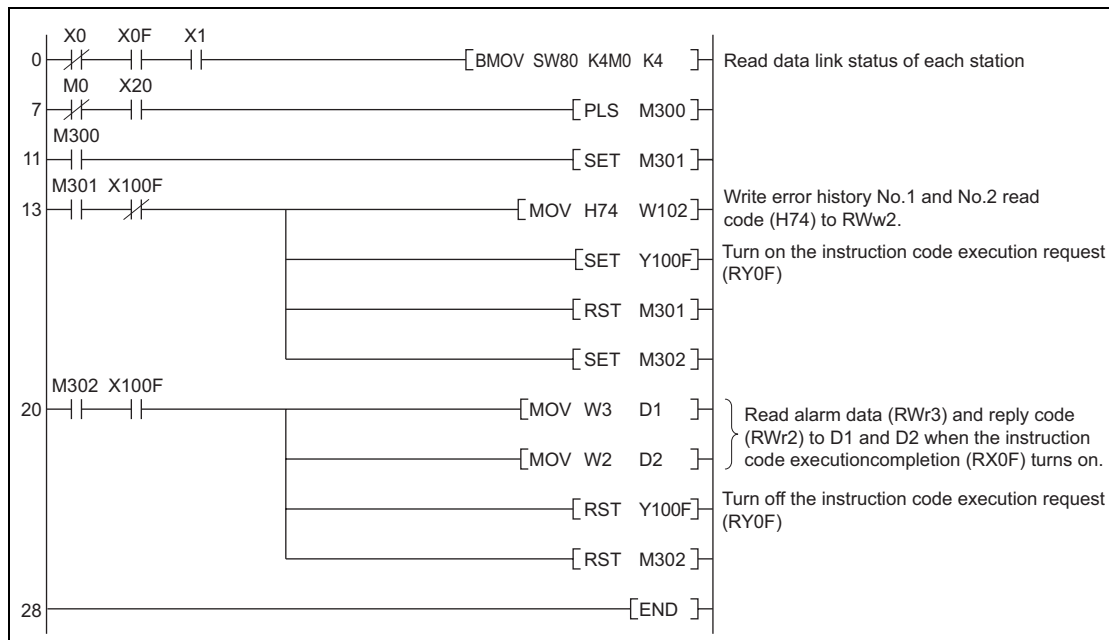 X0 X0F X1
0 [BMOV SW80 K4M0 K4 ] Read data link status of each station
M0 X20
7 [PLS M300 ]
M300
11 [SET M301 ]
M301 X100F
13 [MOV H74 W102 ] Write error history No.1 and No.2 read
code (H74) to RWw2.
[SET Y100F] Turn on the instruction code execution request
(RY0F)
[RST M301 ]
[SET M302 ]
M302 X100F
20 [MOV W3 D1 ] Read alarm data (RWr3) and reply code
(RWr2) to D1 and D2 when the instruction
[MOV W2 D2 ] code executioncompletion (RX0F) turns on.
[RST Y100F] Turn off the instruction code execution request
(RY0F)
[RST M302 ]
28 [END ]